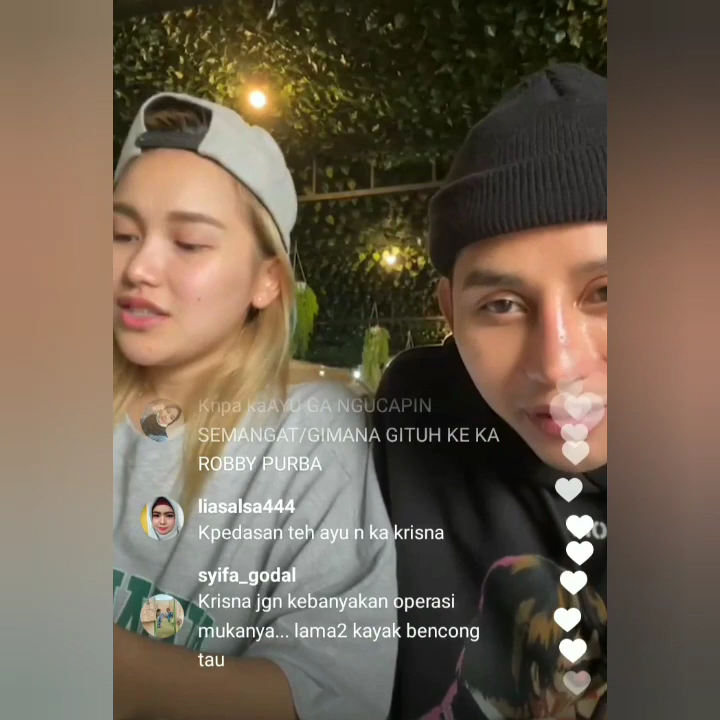 Knpa kaAYU GA NGUCAPIN
SEMANGAT/GIMANA GITUH KE KA
ROBBY PURBA
liasalsa444
Kpedasan teh ayu n ka krisna
syifa_godal
Krisna jgn kebanyakan operasi
mukanya... lama2 kayak bencong
tau